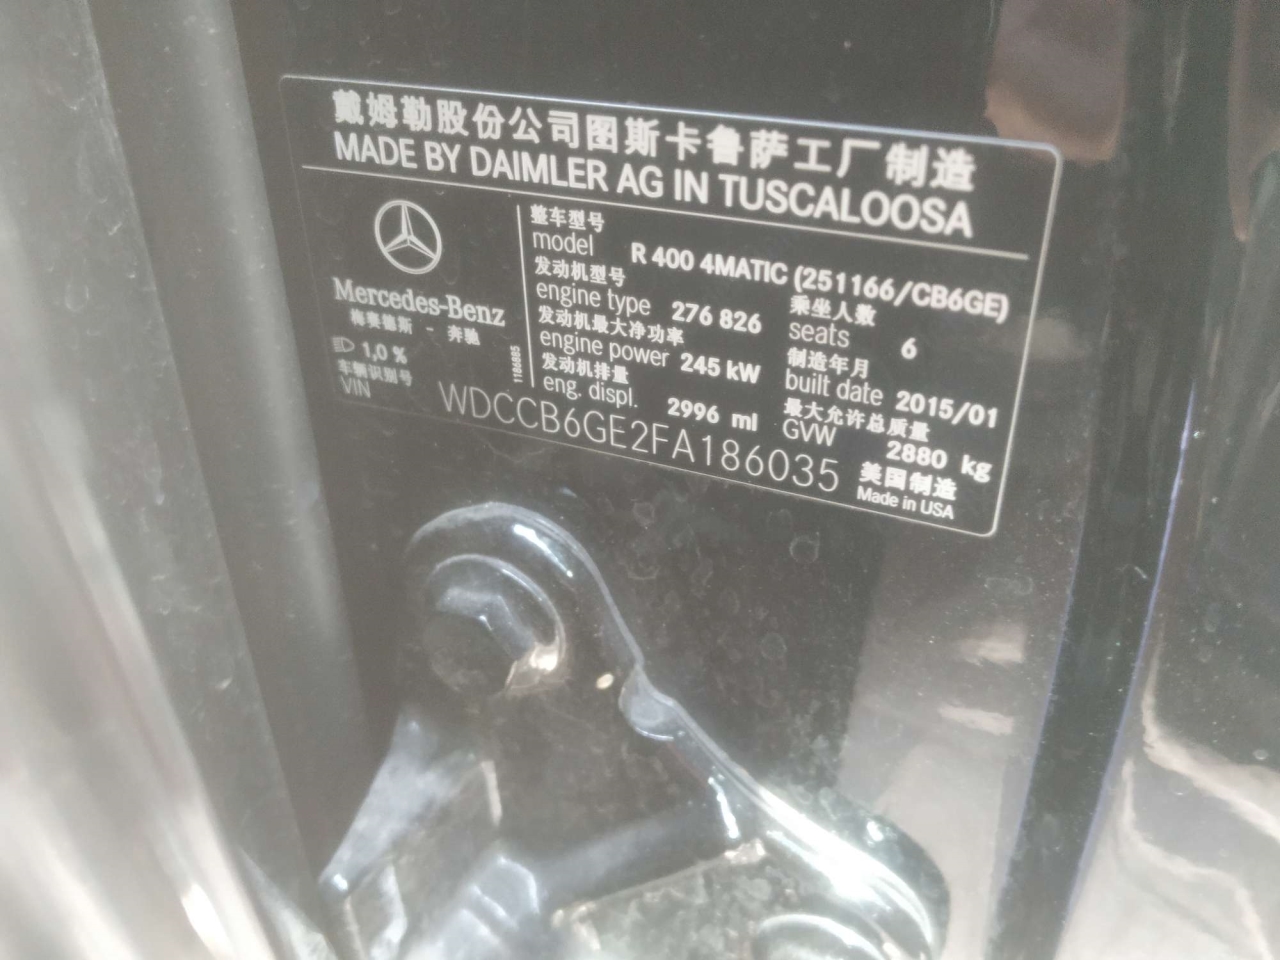 戴姆勒股份公司图斯卡鲁萨工厂制造
MADE BY DAIMLER AG IN TUSCALOOSA
Mercedes-Benz
梅赛德斯 - 奔驰
1,0 %
车辆识别号
VIN
1186885
整车型号
model R 400 4MATIC (251166/CB6GE)
发动机型号
engine type 276 826
乘坐人数
seats 6
发动机最大净功率
engine power 245 kW
制造年月
built date 2015/01
发动机排量
eng. displ. 2996 ml
最大允许总质量
GVW 2880 kg
WDCCB6GE2FA186035
美国制造
Made in USA